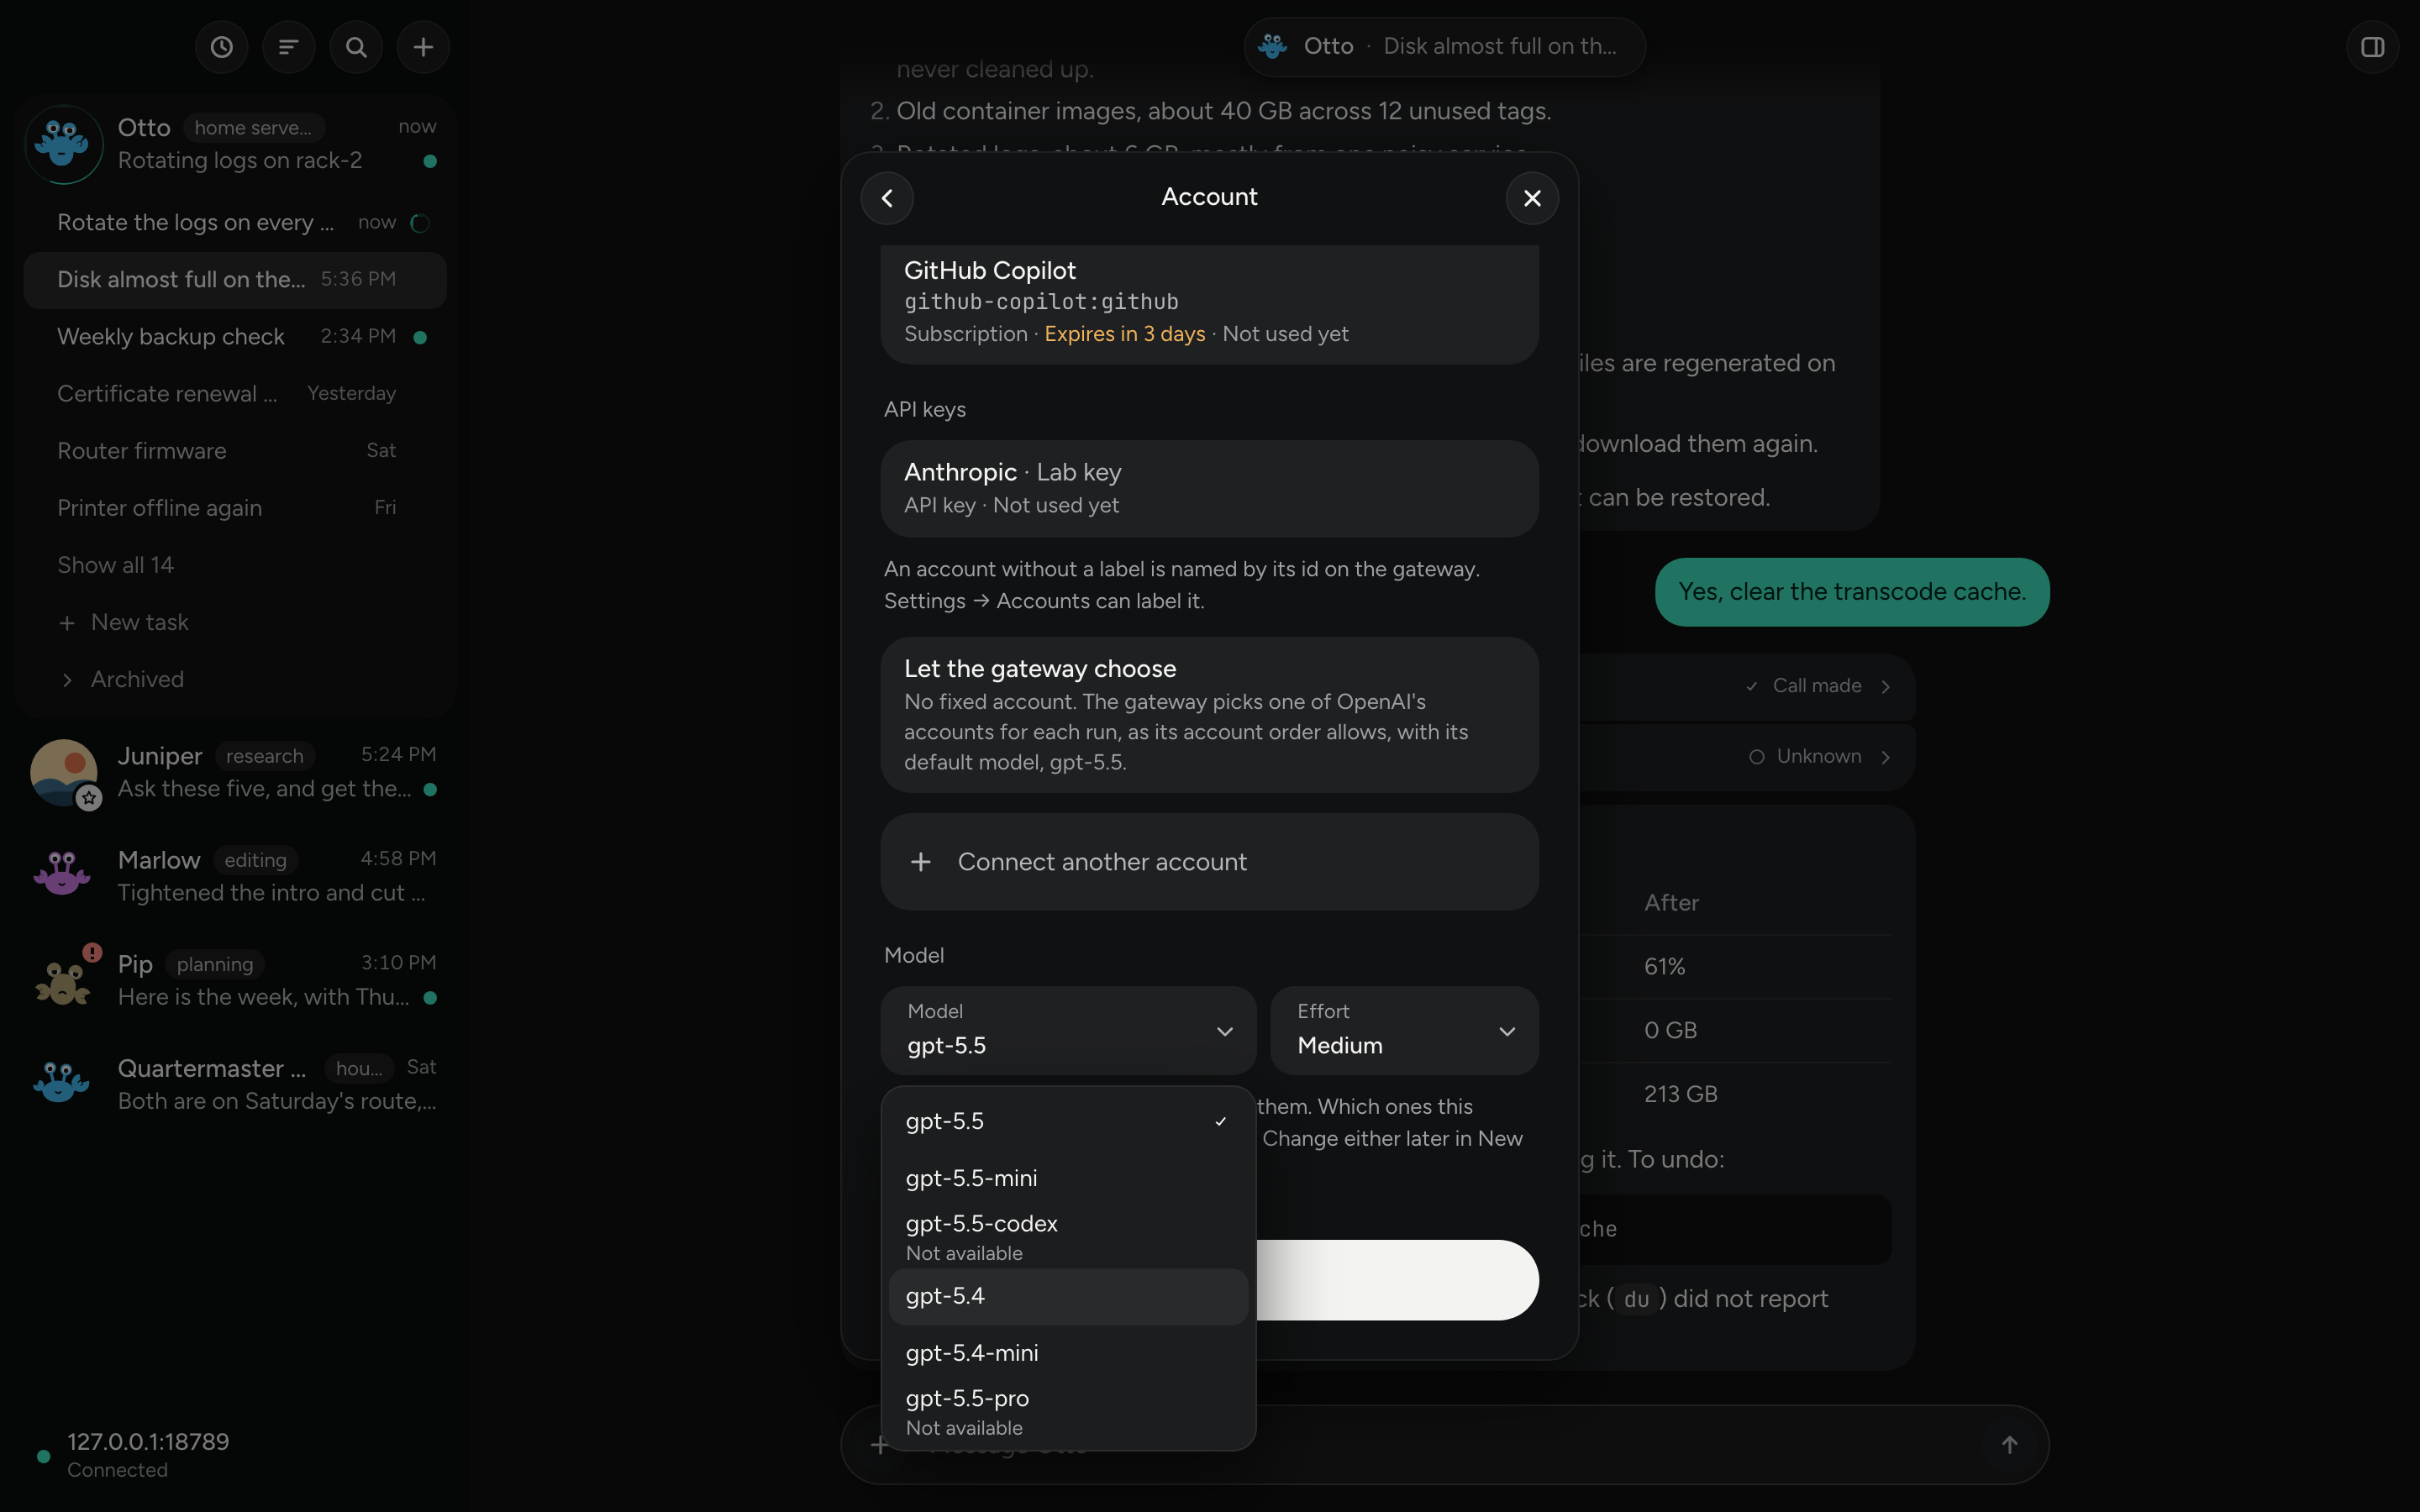 Otto · Disk almost full on th...
Otto home serve... now
Rotating logs on rack-2
Rotate the logs on every ... now
Disk almost full on the... 5:36 PM
Weekly backup check 2:34 PM
Certificate renewal ... Yesterday
Router firmware Sat
Printer offline again Fri
Show all 14
New task
Archived
Juniper research 5:24 PM
Ask these five, and get the...
Marlow editing 4:58 PM
Tightened the intro and cut ...
Pip planning 3:10 PM
Here is the week, with Thu...
Quartermaster ... hou... Sat
Both are on Saturday's route,...
127.0.0.1:18789
Connected
never cleaned up.
2. Old container images, about 40 GB across 12 unused tags.
Account
GitHub Copilot
github-copilot:github
Subscription · Expires in 3 days · Not used yet
API keys
Anthropic · Lab key
API key · Not used yet
An account without a label is named by its id on the gateway.
Settings → Accounts can label it.
Let the gateway choose
No fixed account. The gateway picks one of OpenAI's
accounts for each run, as its account order allows, with its
default model, gpt-5.5.
Connect another account
Model
Model
gpt-5.5
Effort
Medium
gpt-5.5
gpt-5.5-mini
gpt-5.5-codex
Not available
gpt-5.4
gpt-5.4-mini
gpt-5.5-pro
Not available
them. Which ones this
Change either later in New
are regenerated on
download them again.
can be restored.
Yes, clear the transcode cache.
Call made
Unknown
After
61%
0 GB
213 GB
it. To undo:
( du ) did not report